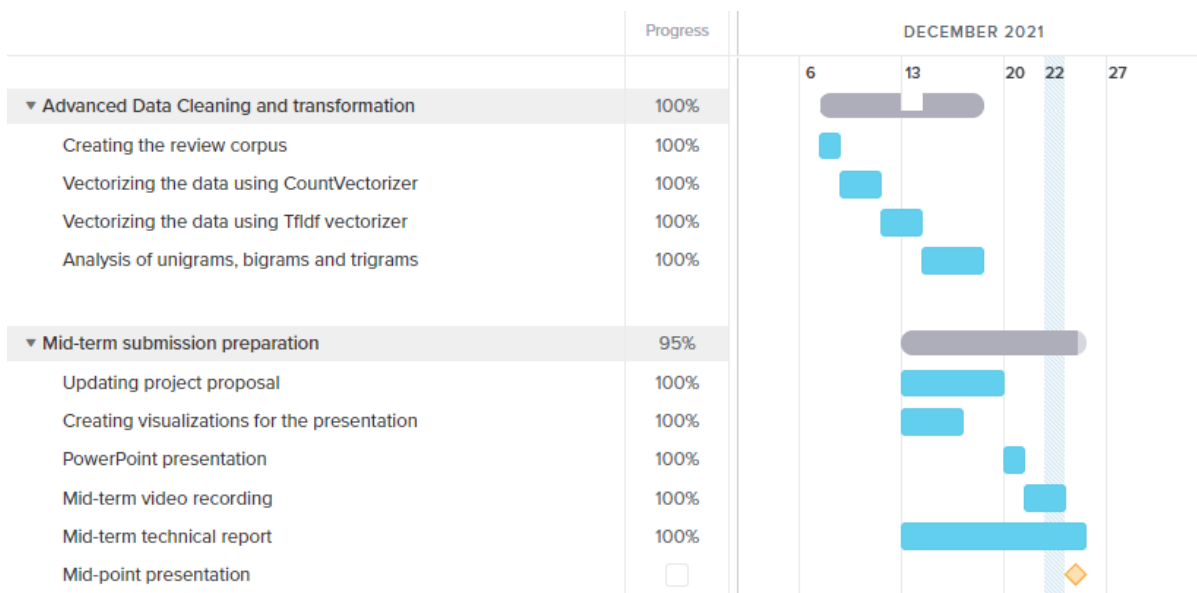 Progress DECEMBER 2021
6 13 20 22 27
Advanced Data Cleaning and transformation 100%
Creating the review corpus 100%
Vectorizing the data using CountVectorizer 100%
Vectorizing the data using TfIdf vectorizer 100%
Analysis of unigrams, bigrams and trigrams 100%
Mid-term submission preparation 95%
Updating project proposal 100%
Creating visualizations for the presentation 100%
PowerPoint presentation 100%
Mid-term video recording 100%
Mid-term technical report 100%
Mid-point presentation